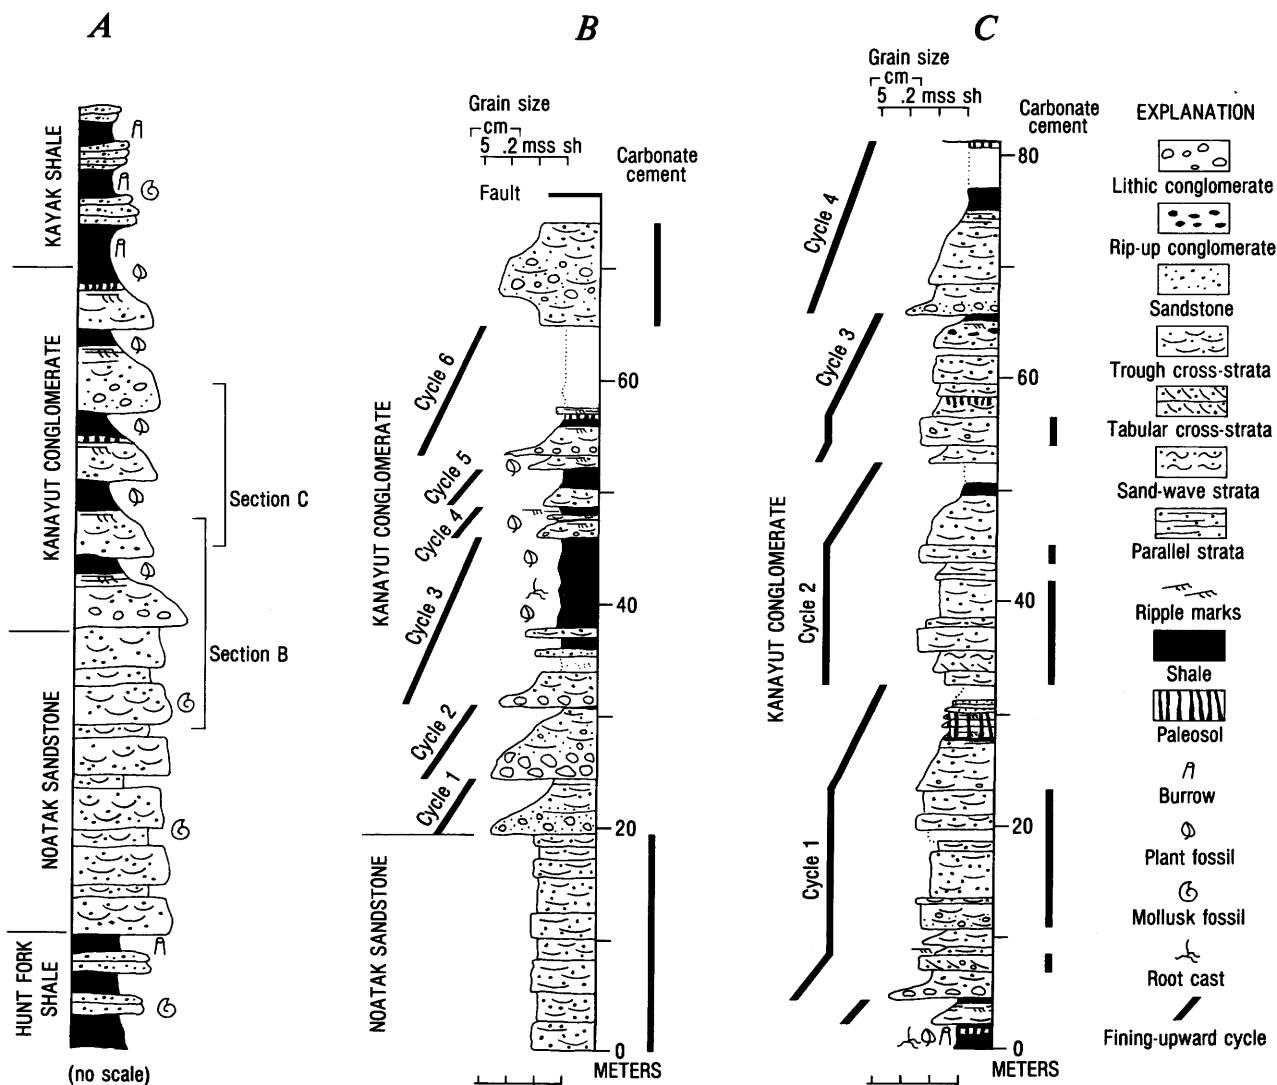 A
KAYAK SHALE
KANAYUT CONGLOMERATE
NOATAK SANDSTONE
HUNT FORK
SHALE
Section C
Section B
(no scale)
B
Grain size
cm
5 .2 mss sh
Carbonate
cement
Fault
KANAYUT CONGLOMERATE
NOATAK SANDSTONE
Cycle 6
Cycle 5
Cycle 4
Cycle 3
Cycle 2
Cycle 1
60
40
20
0
METERS
C
Grain size
cm
5 .2 mss sh
Carbonate
cement
KANAYUT CONGLOMERATE
Cycle 4
Cycle 3
Cycle 2
Cycle 1
80
60
40
20
0
METERS
EXPLANATION
Lithic conglomerate
Rip-up conglomerate
Sandstone
Trough cross-strata
Tabular cross-strata
Sand-wave strata
Parallel strata
Ripple marks
Shale
Paleosol
Burrow
Plant fossil
Mollusk fossil
Root cast
Fining-upward cycle